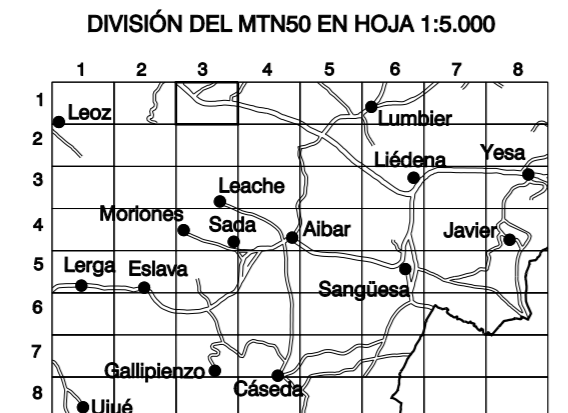 DIVISIÓN DEL MTN50 EN HOJA 1:5.000
1 2 3 4 5 6 7 8
1
Leoz
Lumbier
2
Liédena
Yesa
3
Leache
Moriones
Sada
Aibar
Javier
4
Lerga
Eslava
5
Sangüesa
6
7
Gallipienzo
Cáseda
8
Ujué